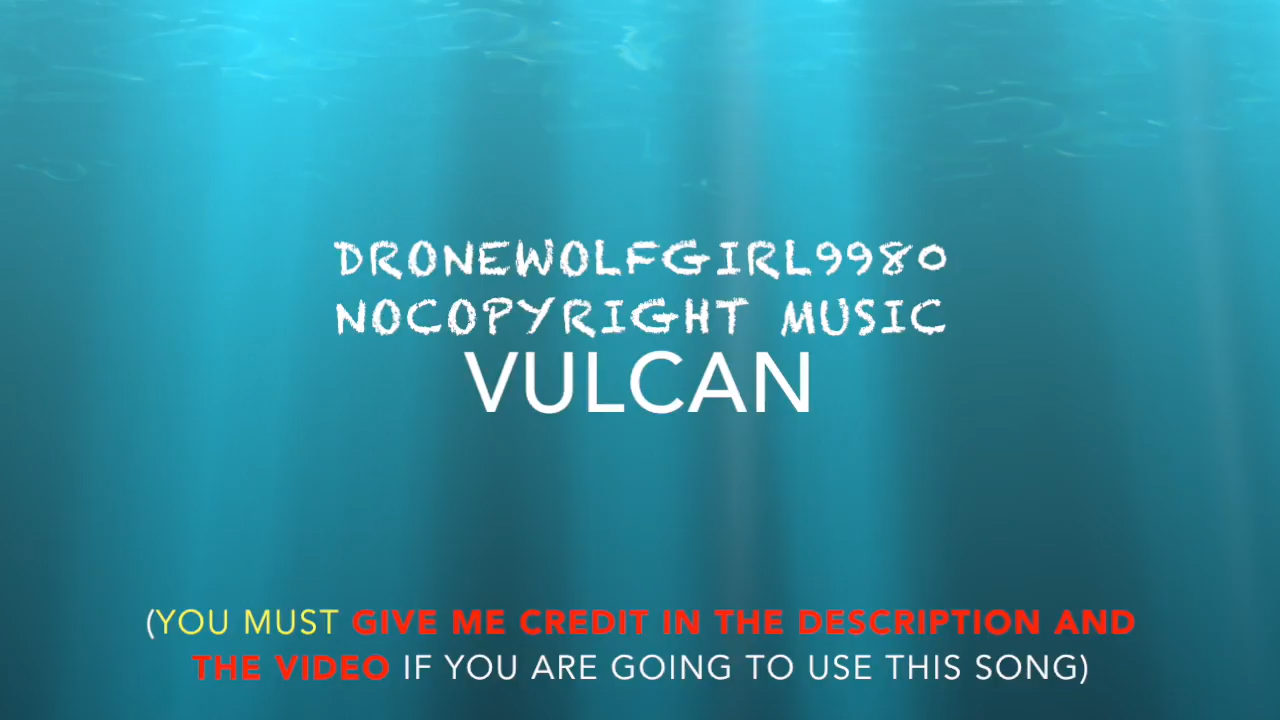 DRONEWOLFGIRL9980
NOCOPYRIGHT MUSIC
VULCAN
(YOU MUST GIVE ME CREDIT IN THE DESCRIPTION AND
THE VIDEO IF YOU ARE GOING TO USE THIS SONG)